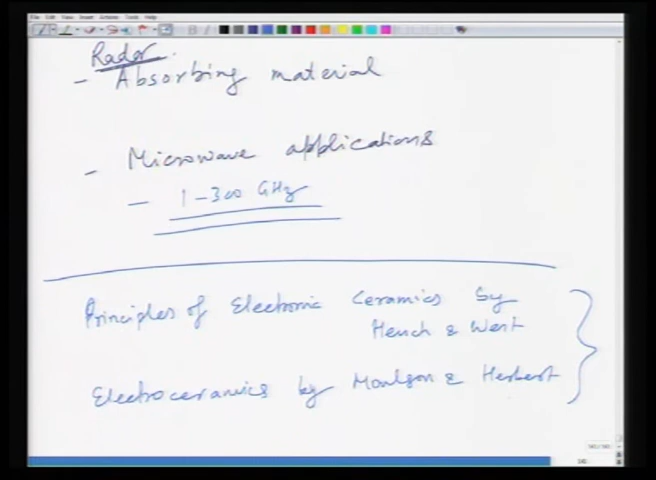 Radar
- Absorbing material
- Microwave applications
- 1-300 GHz
Principles of Electronic Ceramics by
Hench & West
Electroceramics by Moulson & Herbert